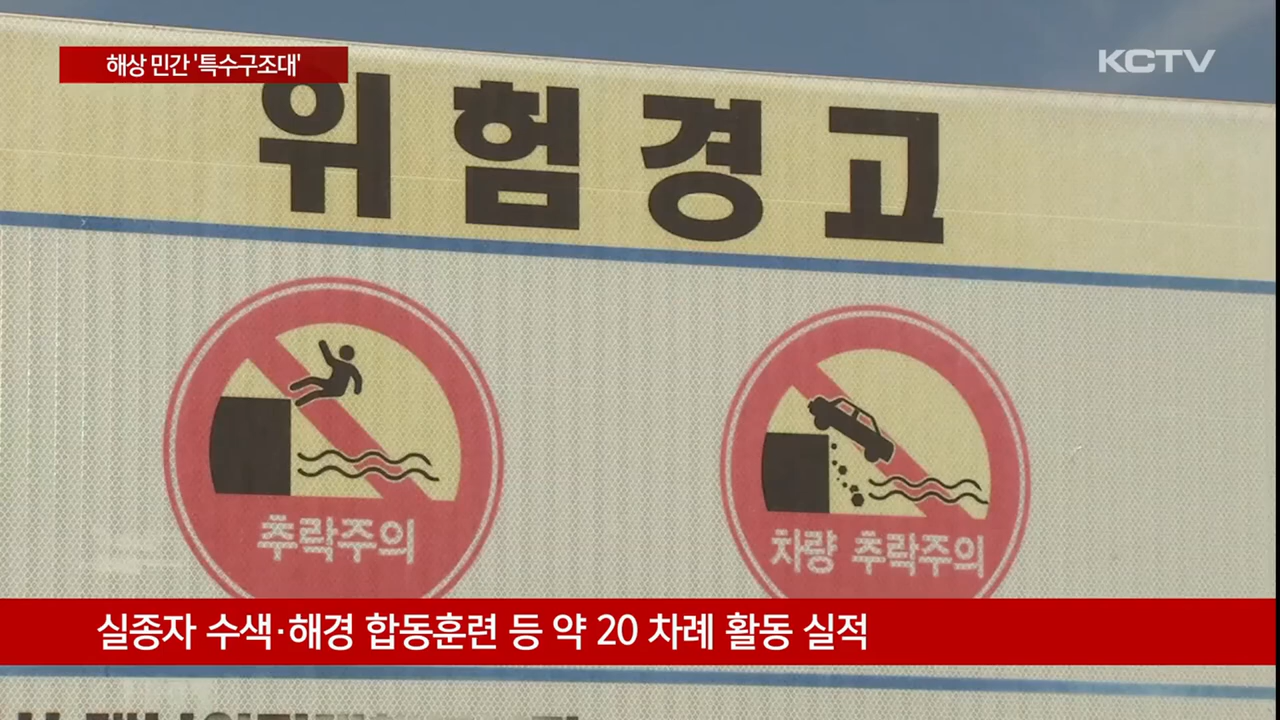 해상 민간 '특수구조대'
KCTV
위험경고
추락주의
차량 추락주의
실종자 수색·해경 합동훈련 등 약 20 차례 활동 실적